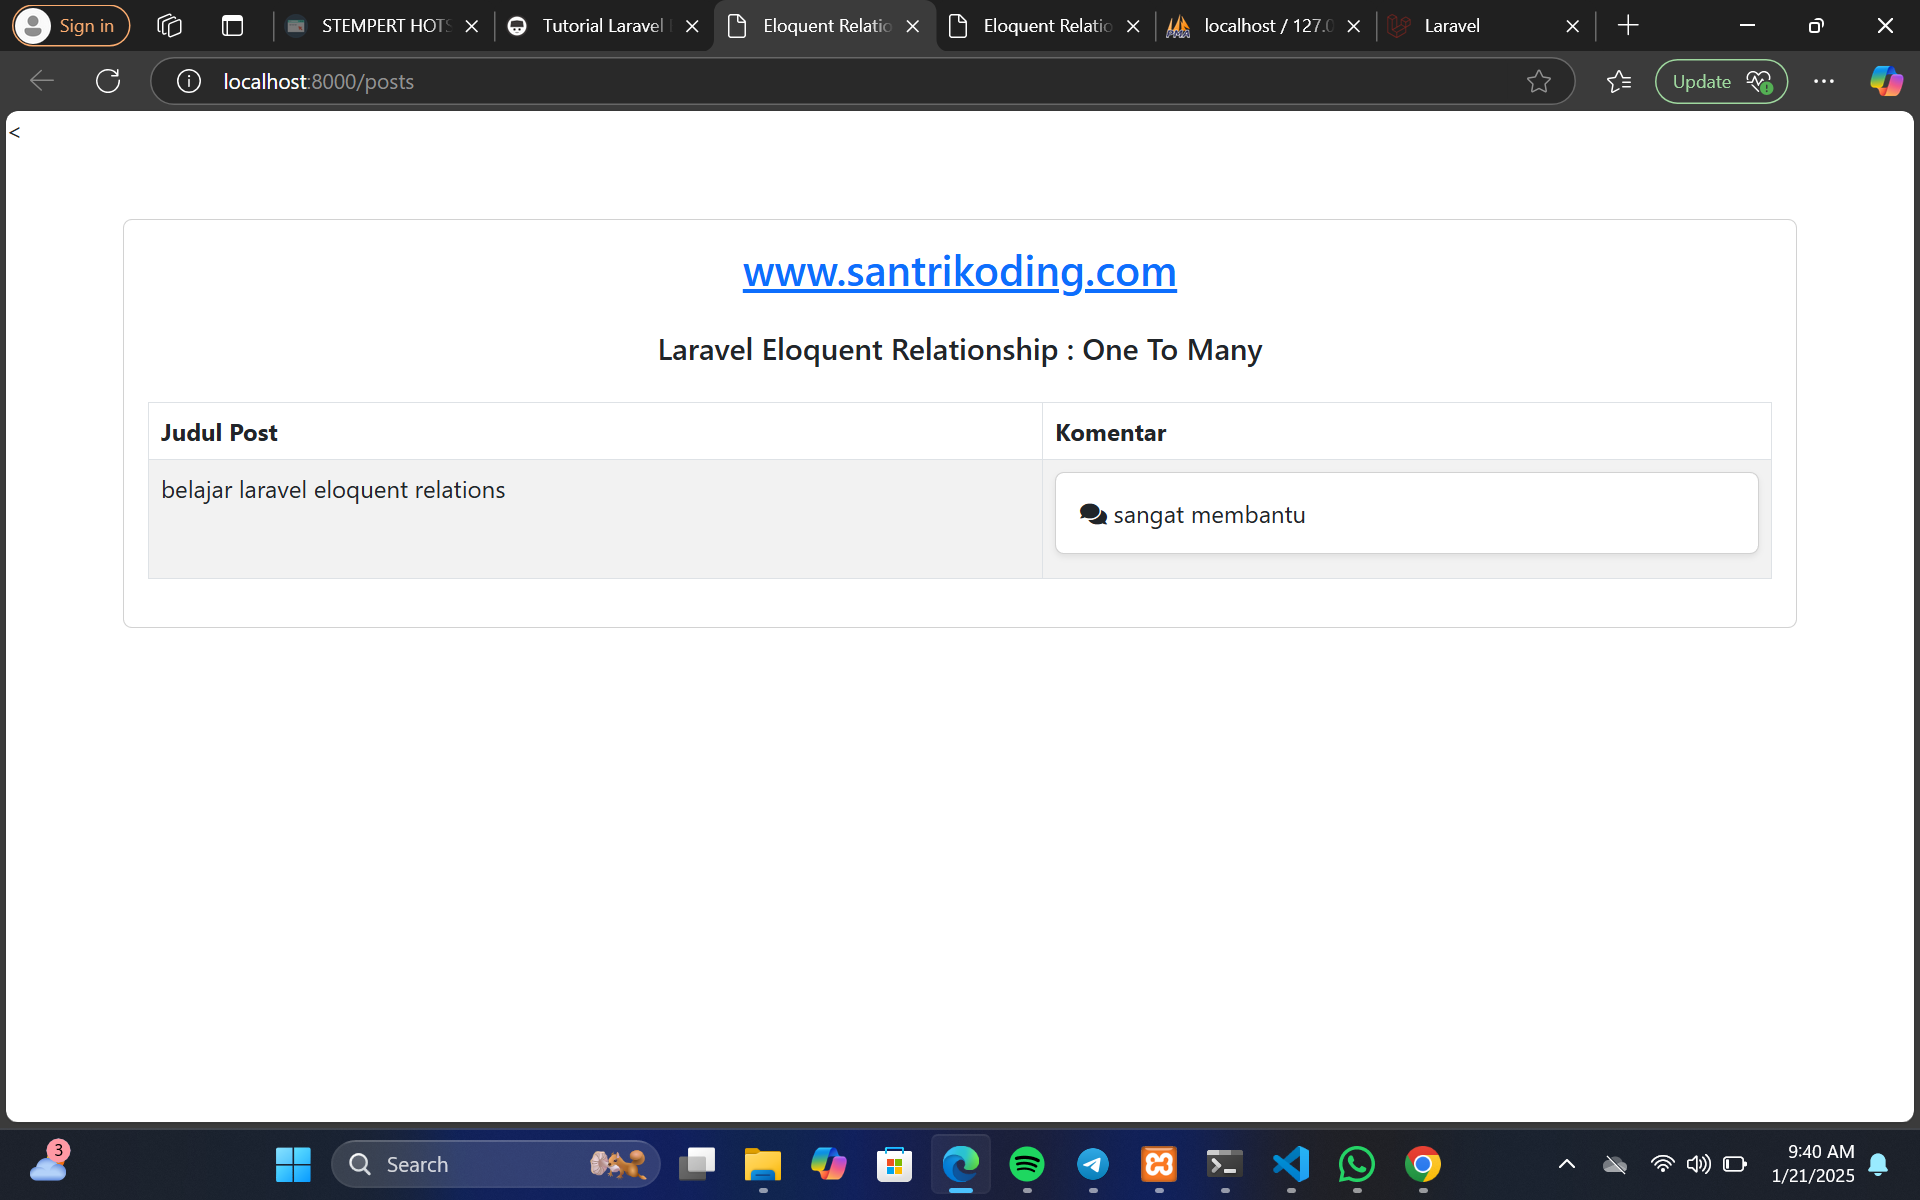 Sign in
STEMPERT HOTS
Tutorial Laravel
Eloquent Relatio
Eloquent Relatio
localhost / 127.0
Laravel
localhost:8000/posts
Update
<
www.santrikoding.com
Laravel Eloquent Relationship : One To Many
Judul Post
Komentar
belajar laravel eloquent relations
sangat membantu
3
Search
9:40 AM
1/21/2025